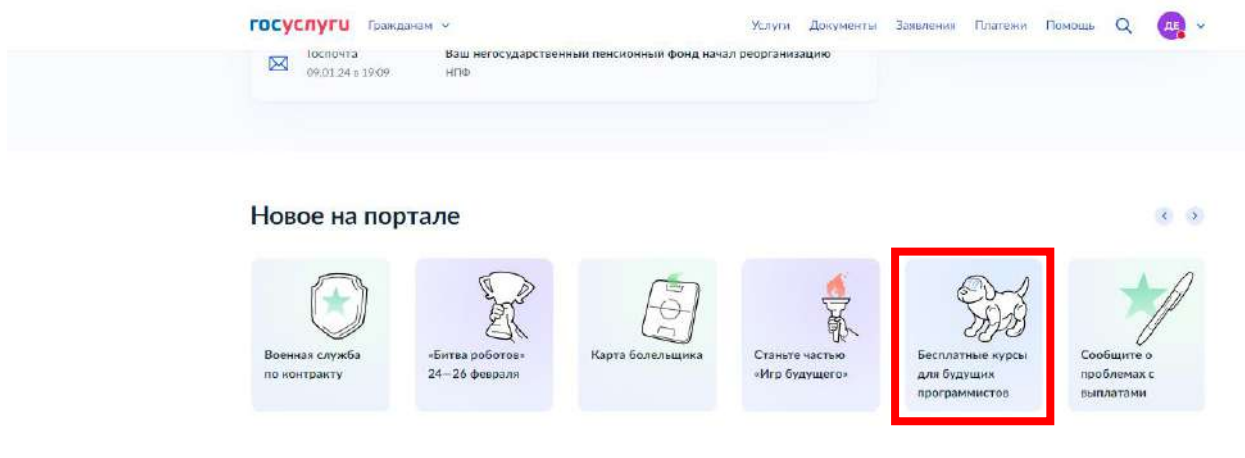 госуслуги Гражданам Услуги Документы Заявления Платежи Помощь ДЕ
Госпочта Ваш негосударственный пенсионный фонд начал реорганизацию
09.01.24 в 19:09 НПФ
Новое на портале
Военная служба
по контракту
«Битва роботов»
24—26 февраля
Карта болельщика
Станьте частью
«Игр будущего»
Бесплатные курсы
для будущих
программистов
Сообщите о
проблемах с
выплатами